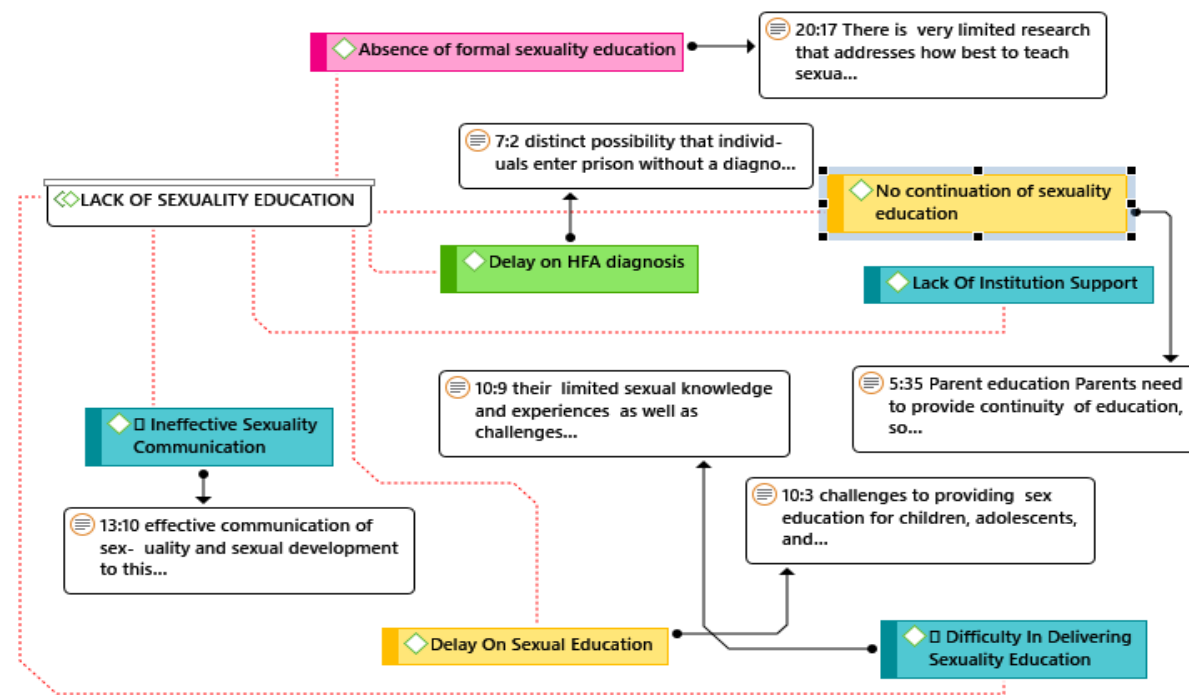 Absence of formal sexuality education
20:17 There is  very limited research
that addresses how best to teach
sexua...
7:2 distinct possibility that individ-
uals enter prison without a diagno...
LACK OF SEXUALITY EDUCATION
No continuation of sexuality
education
Delay on HFA diagnosis
Lack Of Institution Support
10:9 their  limited sexual knowledge
and experiences  as well as
challenges...
5:35 Parent education Parents need
to provide continuity  of education,
so...
▯ Ineffective Sexuality
Communication
13:10 effective communication of
sex-  uality and sexual development
to this...
10:3 challenges to providing  sex
education for children, adolescents,
and...
Delay On Sexual Education
▯ Difficulty In Delivering
Sexuality Education